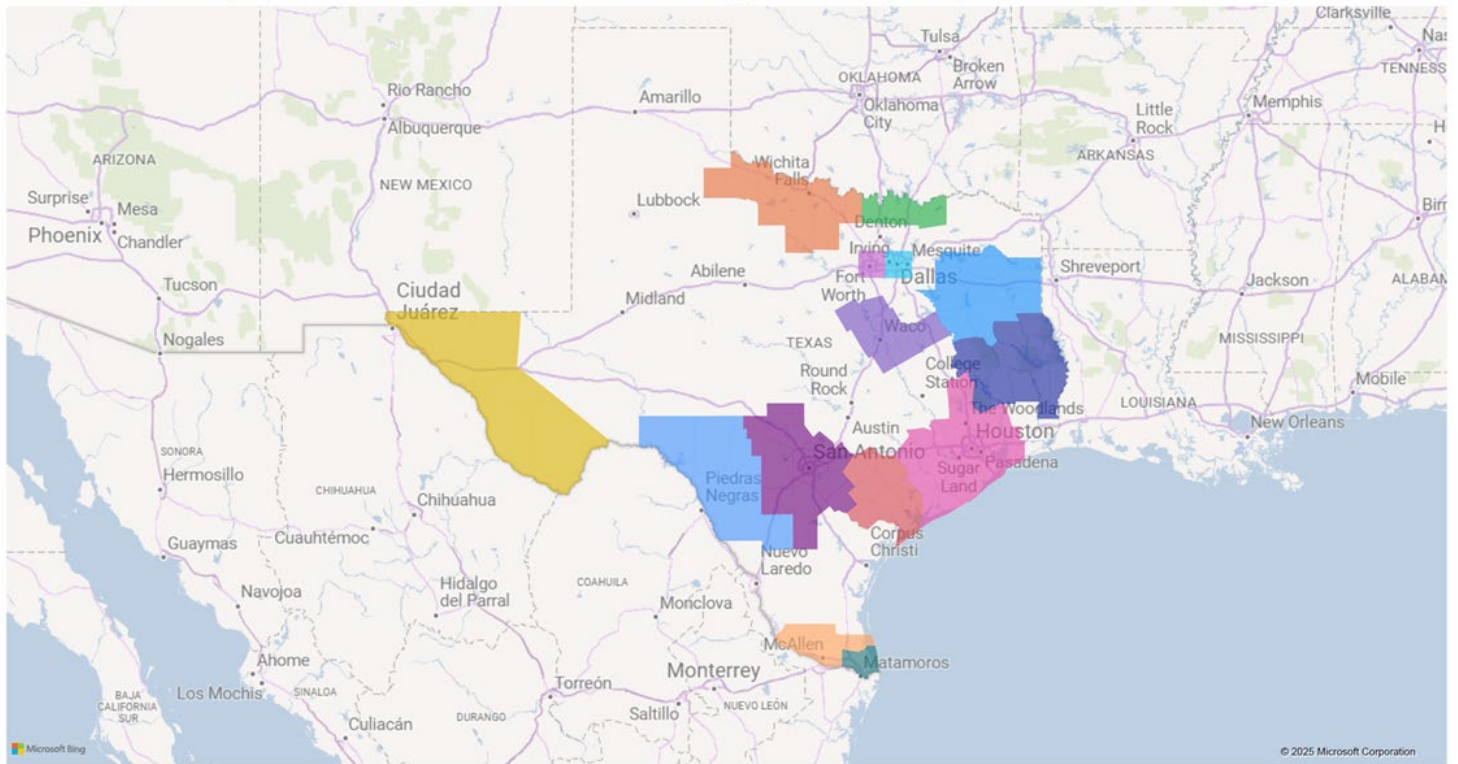 Clarksville
Nas
Tulsa
Broken
Arrow
TENNESS
OKLAHOMA
Rio Rancho
Amarillo
Oklahoma
City
Memphis
Little
Rock
Albuquerque
H
ARIZONA
Wichita
Falls
ARKANSAS
NEW MEXICO
Surprise
Mesa
Lubbock
Birr
Phoenix
Chandler
Denton
Irving
Mesquite
Fort
Worth
Dallas
Shreveport
Jackson
ALABAM
Tucson
Abilene
Ciudad
Juárez
Midland
Waco
Nogales
TEXAS
MISSISSIPPI
College
Station
Round
Rock
Mobile
The Woodlands
LOUISIANA
New Orleans
Austin
Houston
SONORA
San Antonio
Pasadena
Hermosillo
Sugar
Land
Piedras
Negras
CHIHUAHUA
Chihuahua
Cuauhtémoc
Corpus
Christi
Guaymas
Nuevo
Laredo
Navojoa
Hidalgo
del Parral
COAHUILA
Monclova
McAllen
Ahome
Matamoros
Monterrey
Los Mochis
SINALOA
Torreón
BAJA
CALIFORNIA
SUR
Saltillo
NUEVO LEÓN
DURANGO
Culiacán
Microsoft Bing
© 2025 Microsoft Corporation